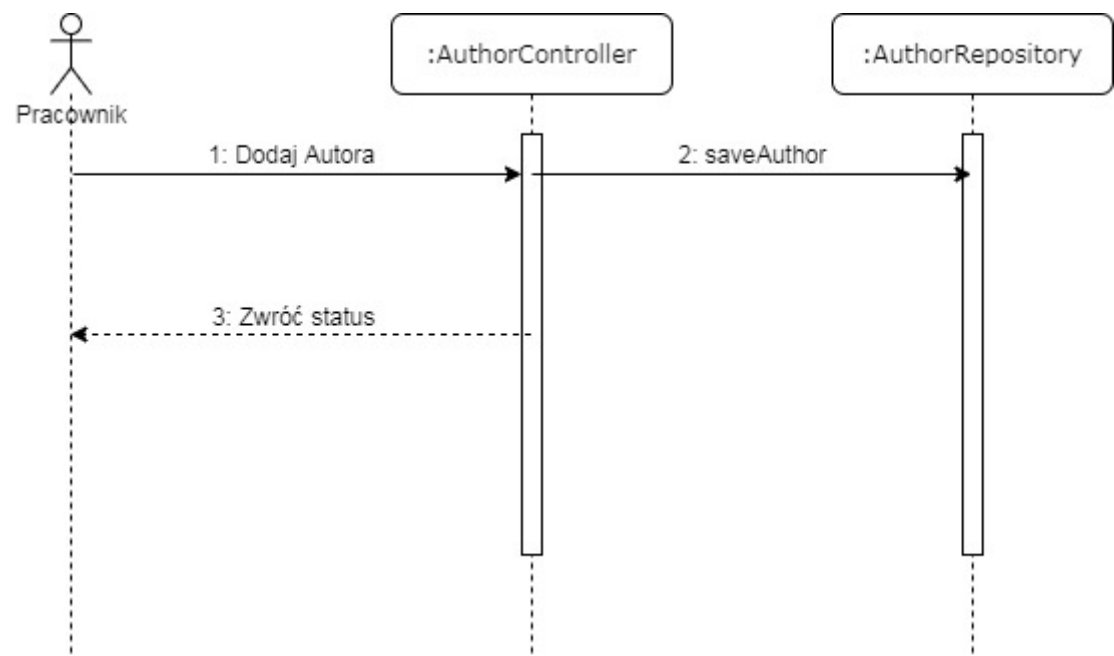 :AuthorController
:AuthorRepository
Pracownik
1: Dodaj Autora
2: saveAuthor
3: Zwróć status